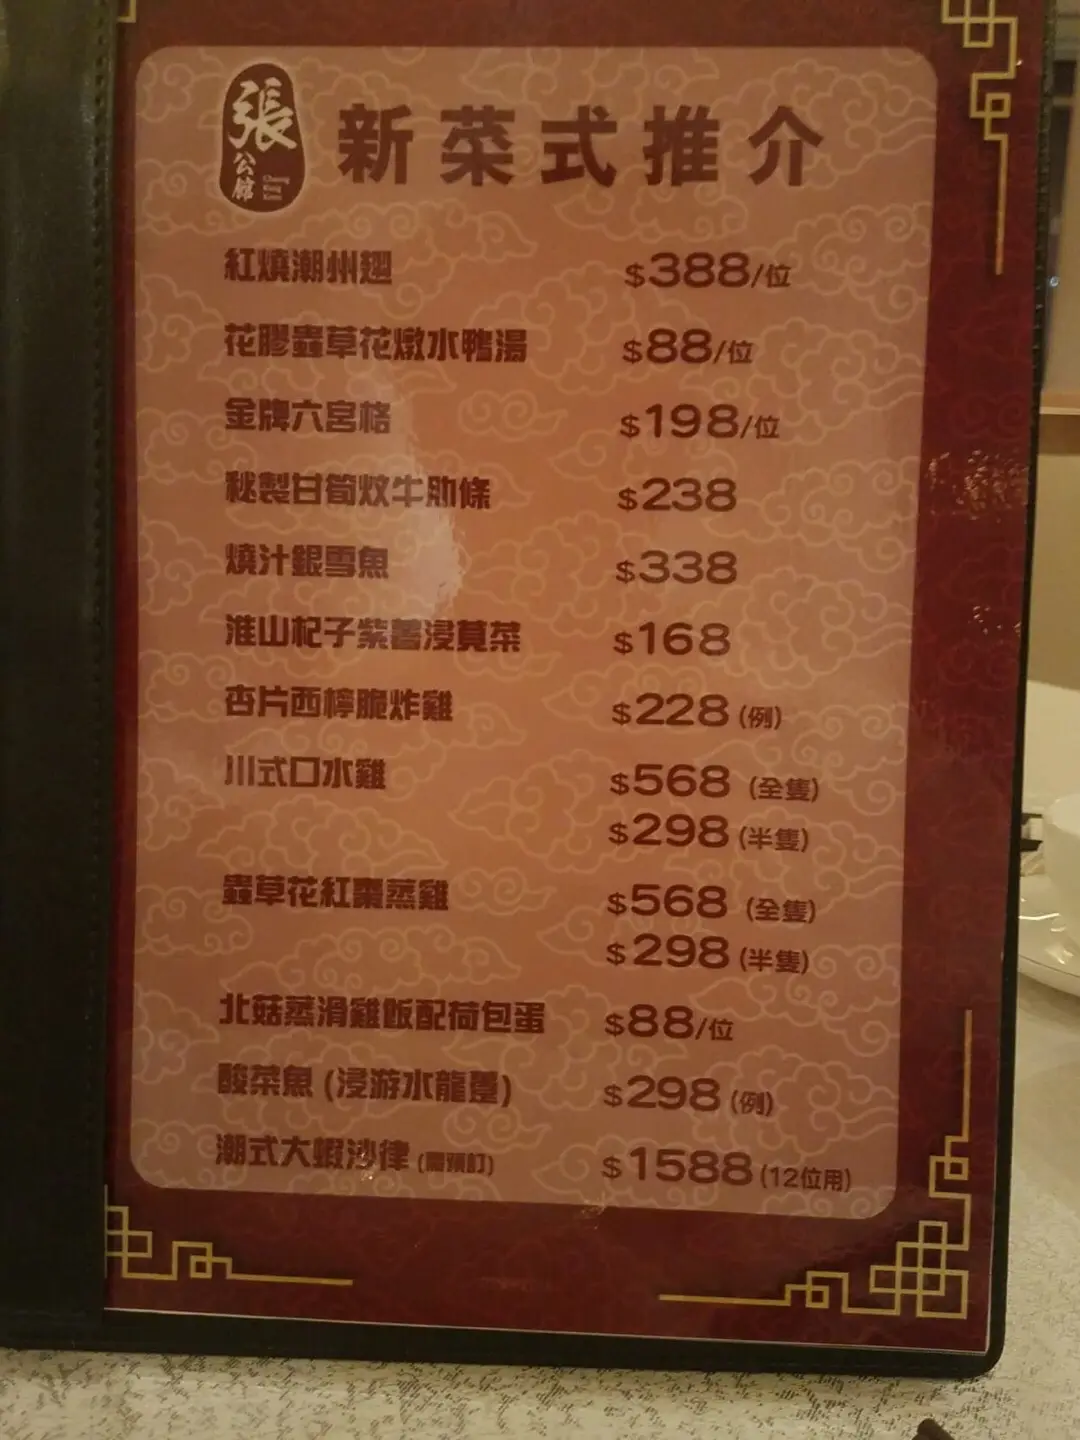 張公館
新菜式推介
紅燒潮州翅 $388/位
花膠蟲草花燉水鴨湯 $88/位
金牌六宮格 $198/位
秘製甘筍炆牛肋條 $238
燒汁銀雪魚 $338
淮山杞子紫薯浸莧菜 $168
杏片西檸脆炸雞 $228 (例)
川式口水雞 $568 (全隻)
$298 (半隻)
蟲草花紅棗蒸雞 $568 (全隻)
$298 (半隻)
北菇蒸滑雞飯配荷包蛋 $88/位
酸菜魚 (浸游水龍躉) $298 (例)
潮式大蝦沙律 (需預訂) $1588 (12位用)